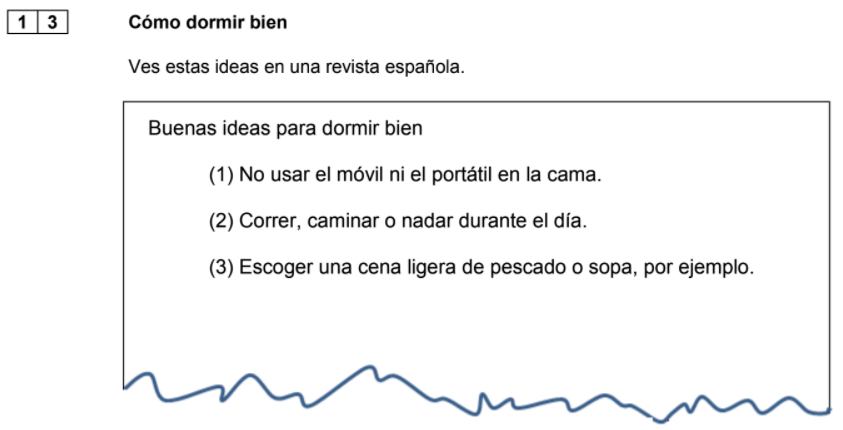 1 3 Cómo dormir bien
Ves estas ideas en una revista española.
Buenas ideas para dormir bien
(1) No usar el móvil ni el portátil en la cama.
(2) Correr, caminar o nadar durante el día.
(3) Escoger una cena ligera de pescado o sopa, por ejemplo.